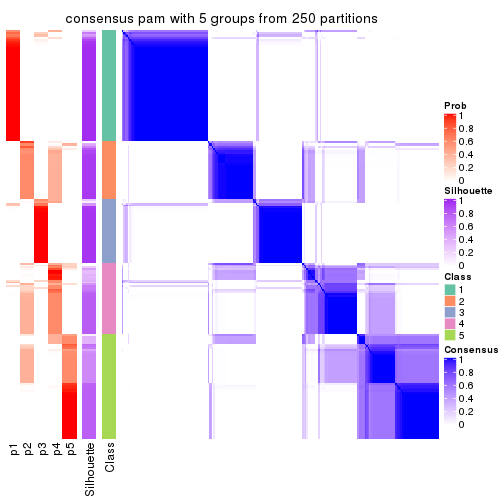 consensus pam with 5 groups from 250 partitions
Prob
1
0.8
0.6
0.4
0.2
0
Silhouette
1
0.8
0.6
0.4
0.2
0
Class
1
2
3
4
5
Consensus
1
0.8
0.6
0.4
0.2
0
p1
p2
p3
p4
p5
Silhouette
Class